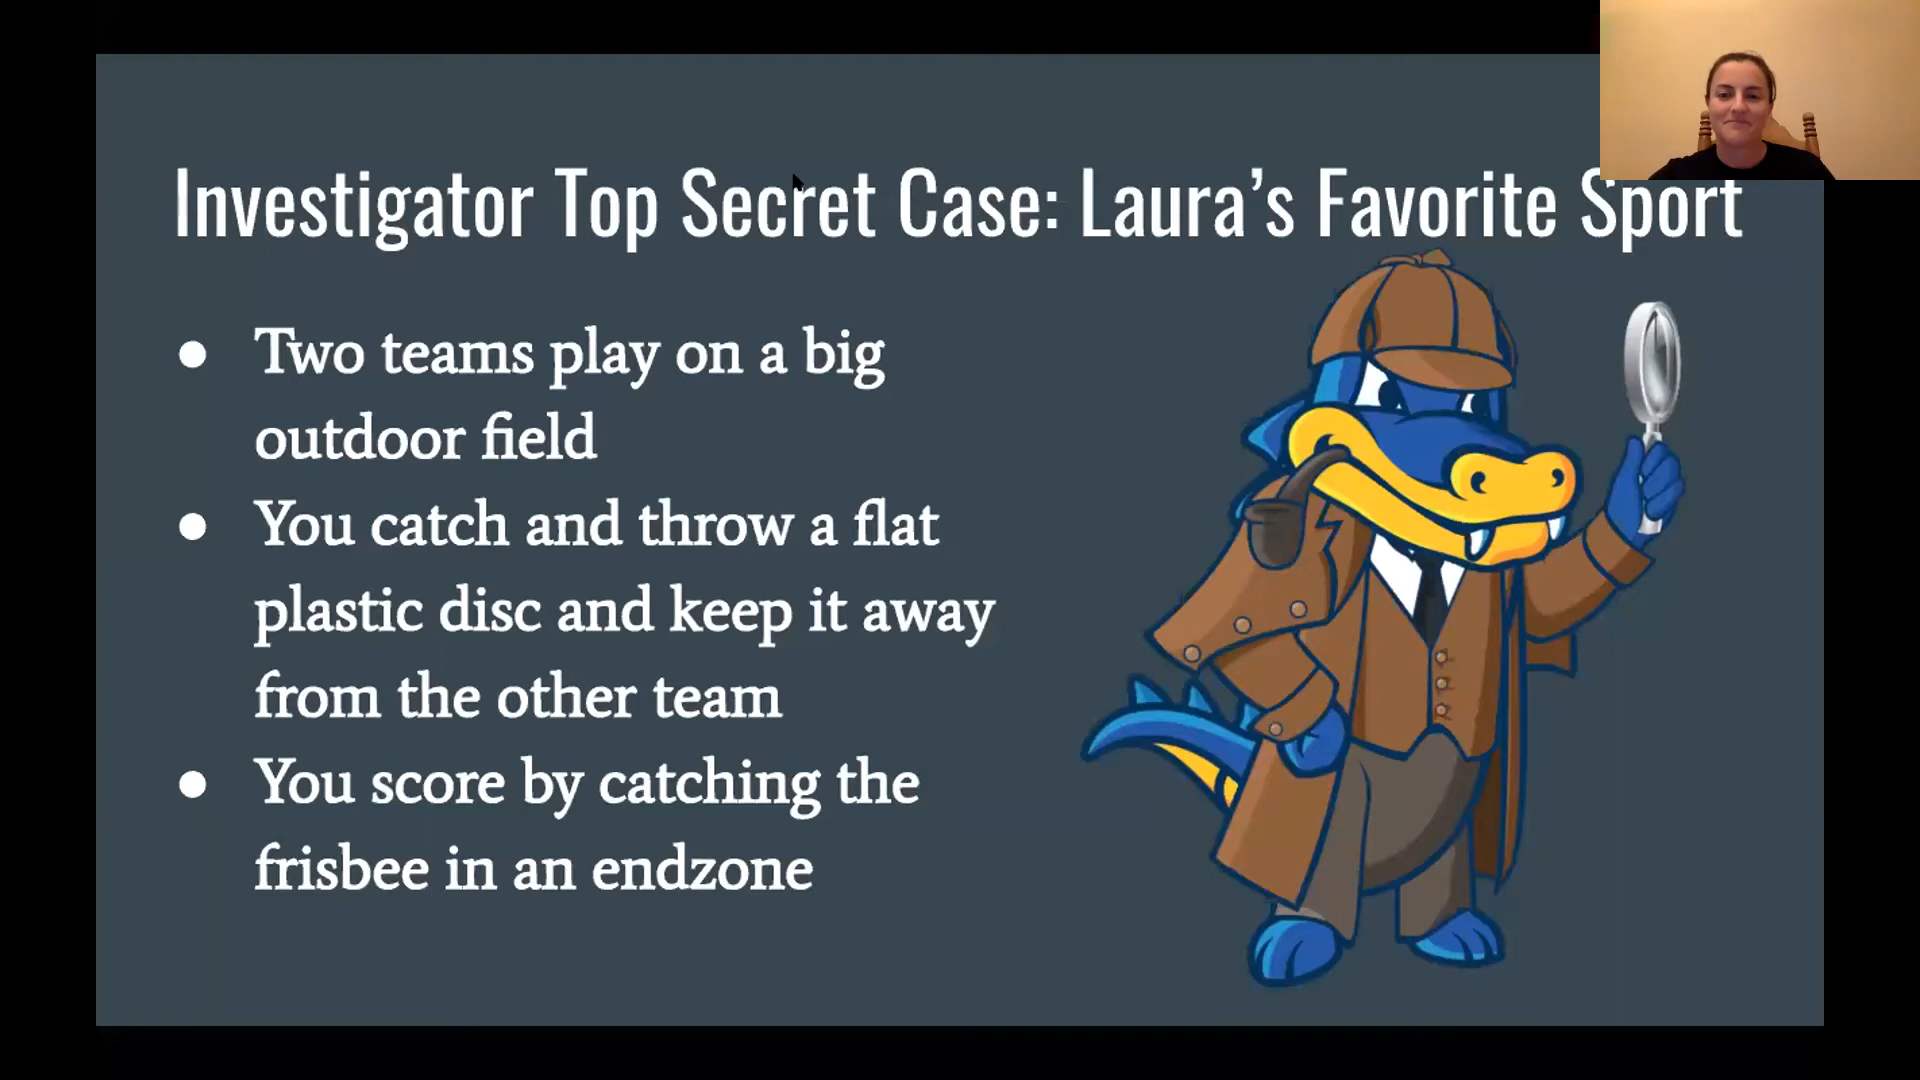 Investigator Top Secret Case: Laura’s Favorite Sport
● Two teams play on a big
outdoor field
● You catch and throw a flat
plastic disc and keep it away
from the other team
● You score by catching the
frisbee in an endzone